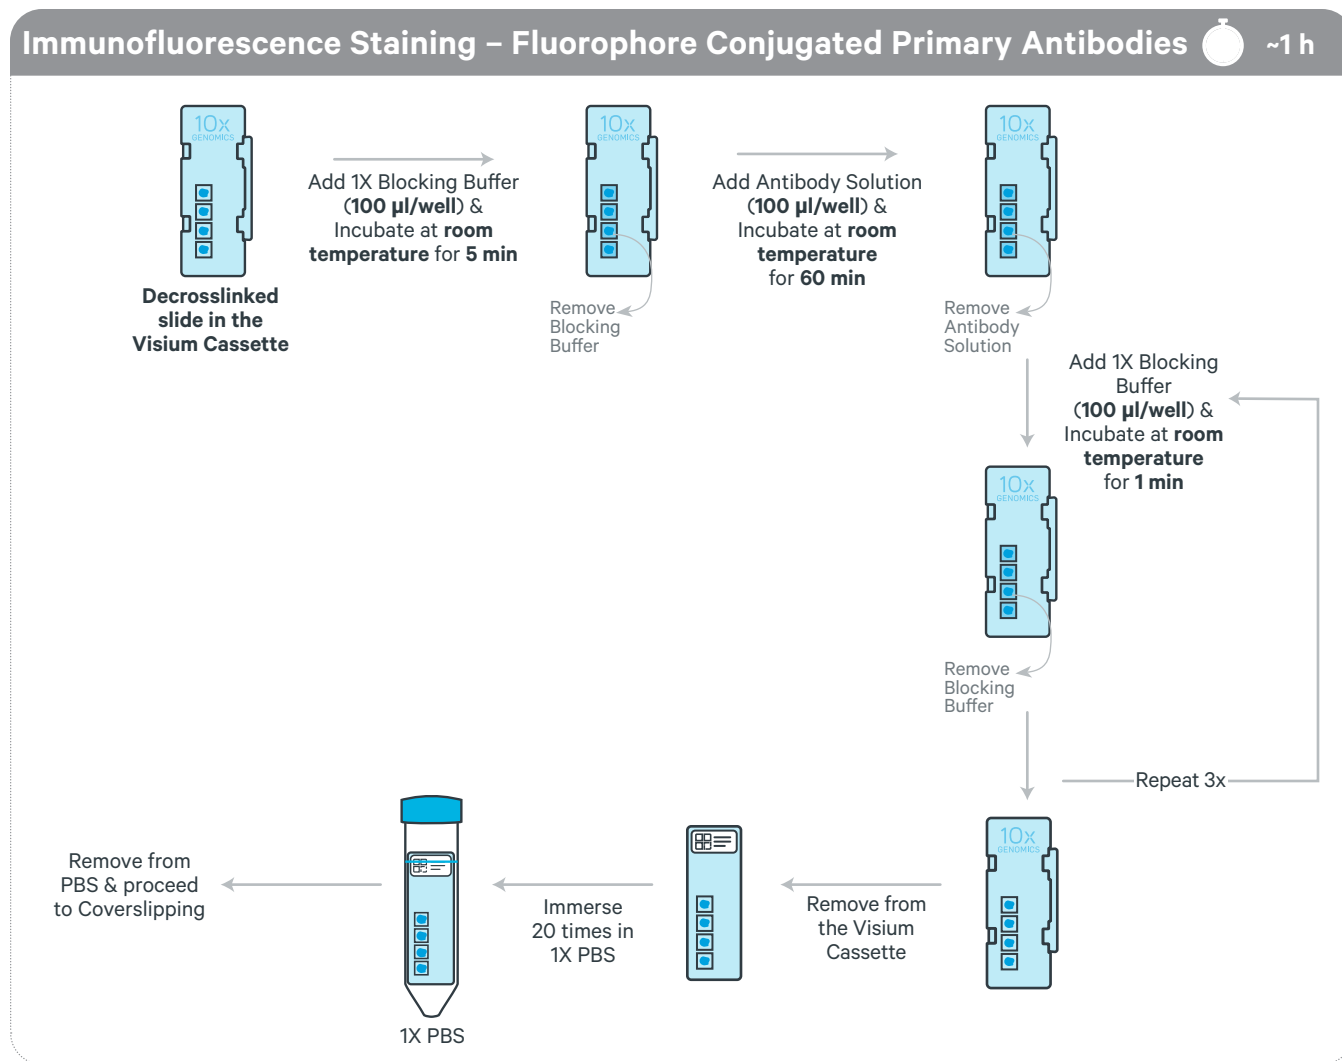 Immunofluorescence Staining – Fluorophore Conjugated Primary Antibodies
~1 h
10x
GENOMICS
Decrosslinked
slide in the
Visium Cassette
Add 1X Blocking Buffer
(100 µl/well) &
Incubate at room
temperature for 5 min
10x
GENOMICS
Remove
Blocking
Buffer
Add Antibody Solution
(100 µl/well) &
Incubate at room
temperature
for 60 min
10x
GENOMICS
Remove
Antibody
Solution
Add 1X Blocking
Buffer
(100 µl/well) &
Incubate at room
temperature
for 1 min
10x
GENOMICS
Remove
Blocking
Buffer
Repeat 3x
10x
GENOMICS
Remove from
the Visium
Cassette
Immerse
20 times in
1X PBS
1X PBS
Remove from
PBS & proceed
to Coverslipping